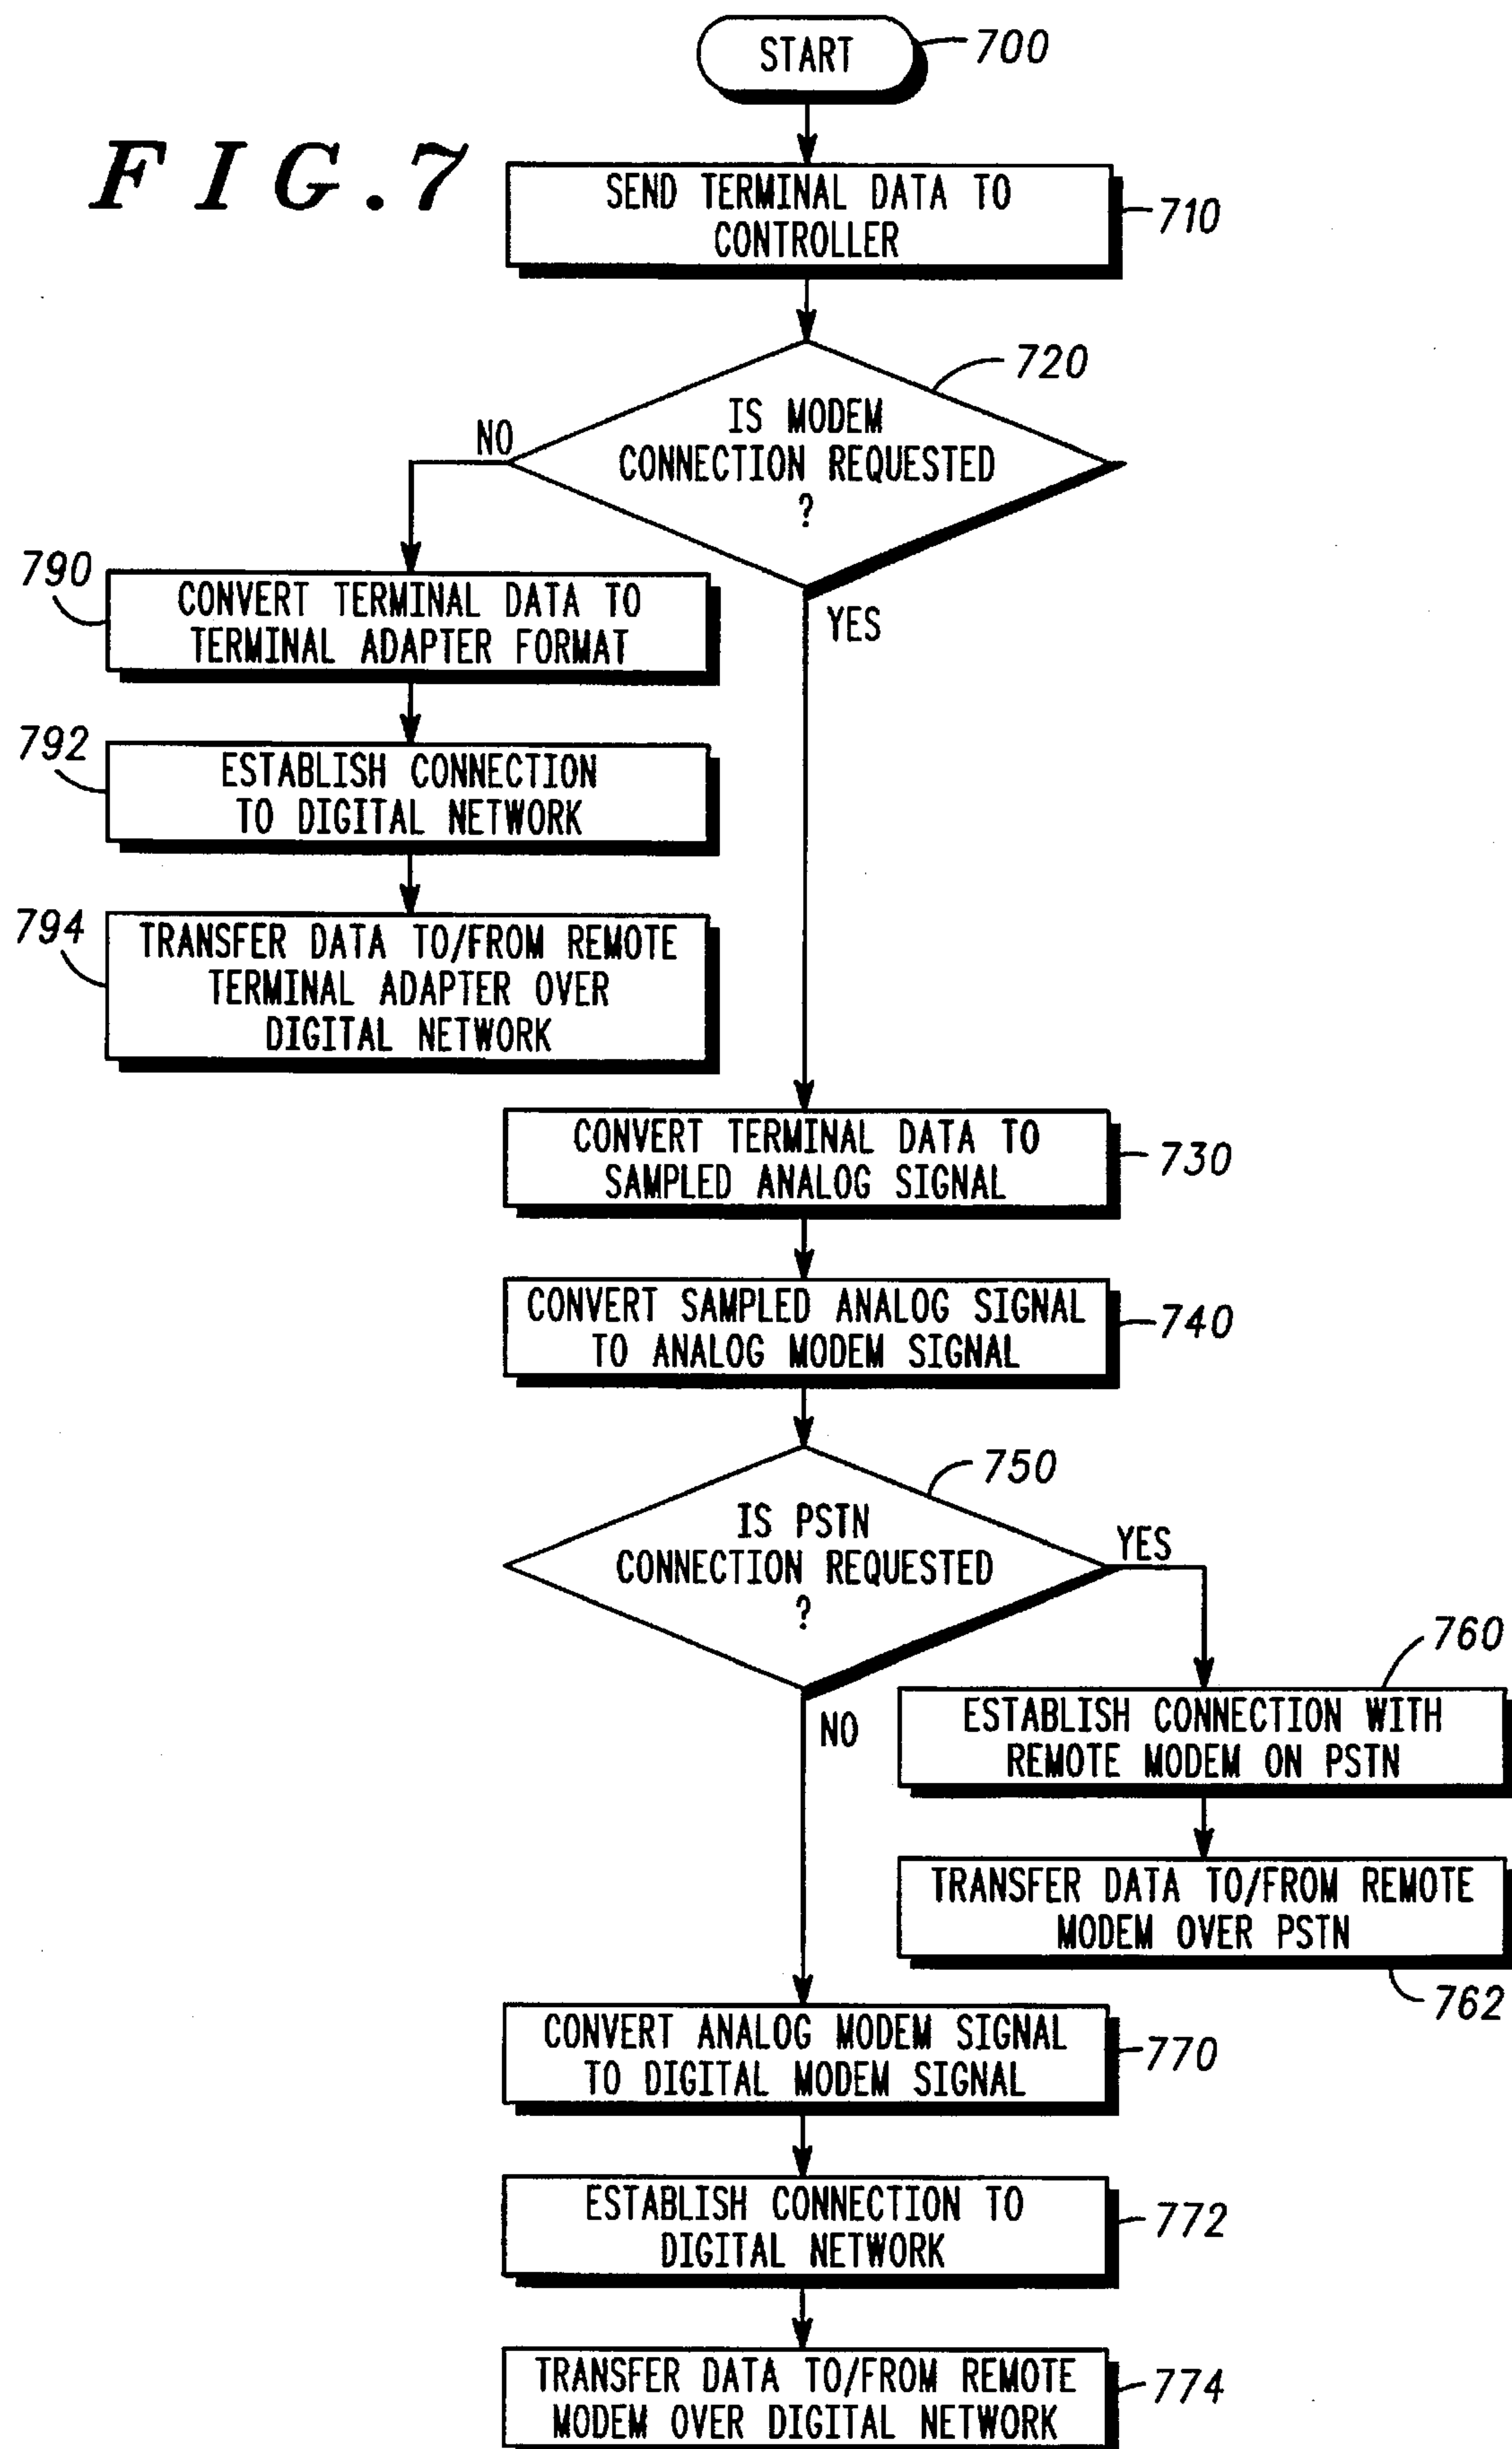 START
700
F I G . 7
SEND TERMINAL DATA TO
CONTROLLER
710
720
IS MODEM
CONNECTION REQUESTED
?
NO
YES
790
CONVERT TERMINAL DATA TO
TERMINAL ADAPTER FORMAT
792
ESTABLISH CONNECTION
TO DIGITAL NETWORK
794
TRANSFER DATA TO/FROM REMOTE
TERMINAL ADAPTER OVER
DIGITAL NETWORK
CONVERT TERMINAL DATA TO
SAMPLED ANALOG SIGNAL
730
CONVERT SAMPLED ANALOG SIGNAL
TO ANALOG MODEM SIGNAL
740
750
IS PSTN
CONNECTION REQUESTED
?
YES
NO
760
ESTABLISH CONNECTION WITH
REMOTE MODEM ON PSTN
TRANSFER DATA TO/FROM REMOTE
MODEM OVER PSTN
762
CONVERT ANALOG MODEM SIGNAL
TO DIGITAL MODEM SIGNAL
770
ESTABLISH CONNECTION TO
DIGITAL NETWORK
772
TRANSFER DATA TO/FROM REMOTE
MODEM OVER DIGITAL NETWORK
774